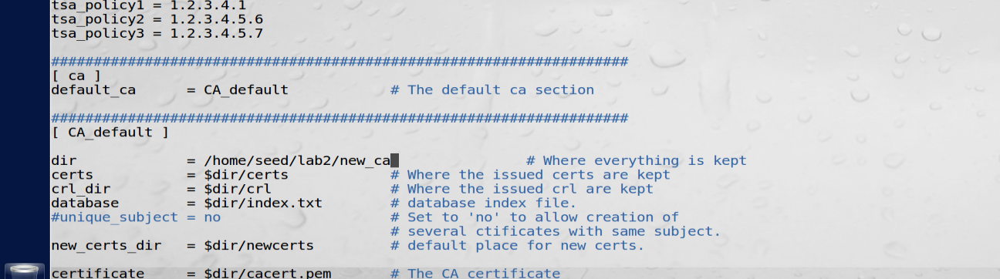 tsa_policy1 = 1.2.3.4.1
tsa_policy2 = 1.2.3.4.5.6
tsa_policy3 = 1.2.3.4.5.7
####################################################################
[ ca ]
default_ca      = CA_default            # The default ca section
####################################################################
[ CA_default ]
dir             = /home/seed/lab2/new_ca               # Where everything is kept
certs           = $dir/certs            # Where the issued certs are kept
crl_dir         = $dir/crl              # Where the issued crl are kept
database        = $dir/index.txt        # database index file.
#unique_subject = no                    # Set to 'no' to allow creation of
                                        # several ctificates with same subject.
new_certs_dir   = $dir/newcerts         # default place for new certs.
certificate     = $dir/cacert.pem       # The CA certificate